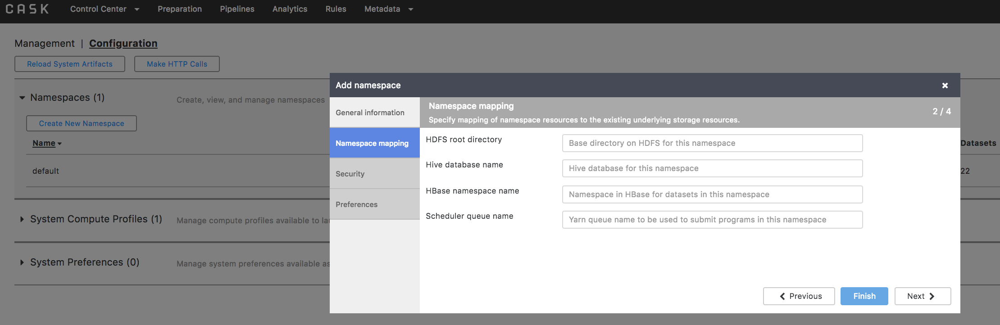 CASK Control Center Preparation Pipelines Analytics Rules Metadata
Management | Configuration
Reload System Artifacts Make HTTP Calls
Namespaces (1) Create, view, and manage namespaces
Create New Namespace
Name Datasets
default 22
System Compute Profiles (1) Manage compute profiles available to
System Preferences (0) Manage system preferences available as
Add namespace
General information
Namespace mapping
Security
Preferences
Namespace mapping
Specify mapping of namespace resources to the existing underlying storage resources.
2 / 4
HDFS root directory Base directory on HDFS for this namespace
Hive database name Hive database for this namespace
HBase namespace name Namespace in HBase for datasets in this namespace
Scheduler queue name Yarn queue name to be used to submit programs in this namespace
Previous Finish Next